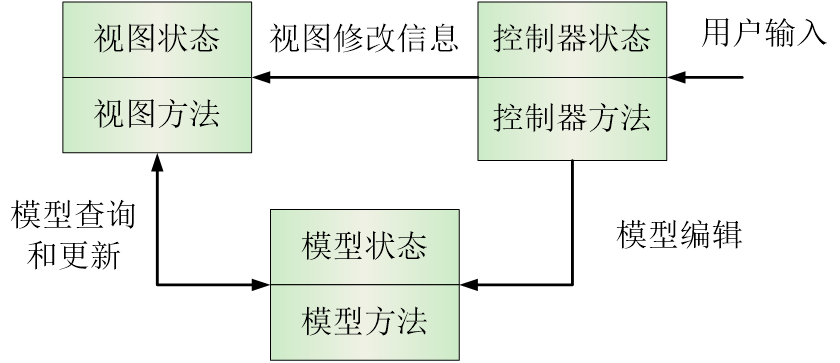 视图状态
视图修改信息
控制器状态
用户输入
视图方法
控制器方法
模型查询
和更新
模型状态
模型编辑
模型方法